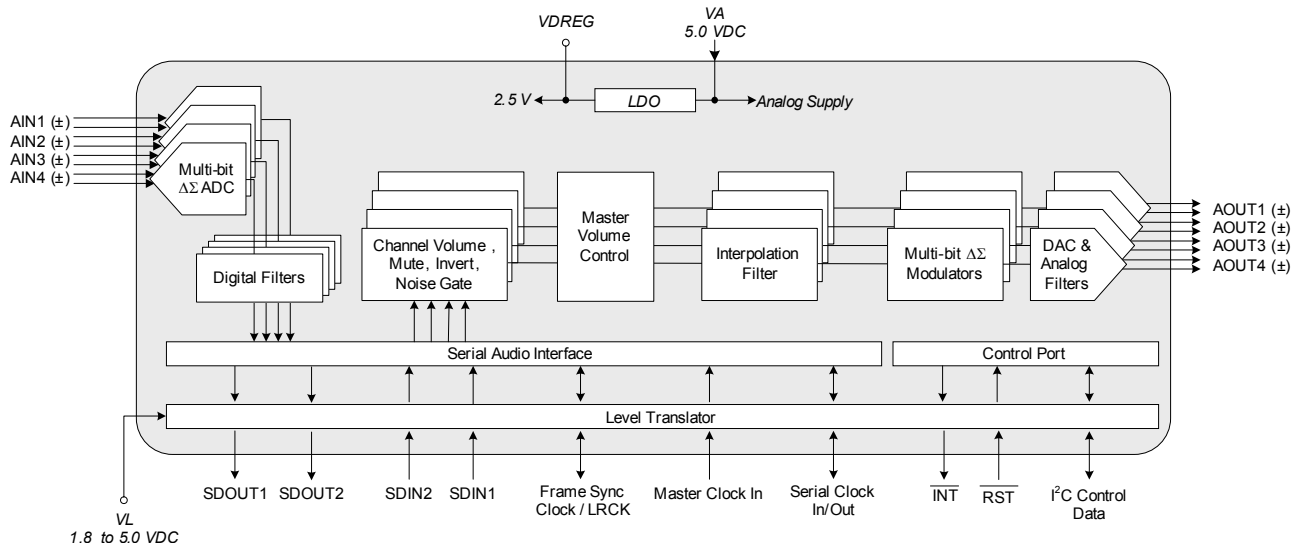 VDREG
VA
5.0 VDC
2.5 V
LDO
Analog Supply
AIN1 (±)
AIN2 (±)
AIN3 (±)
AIN4 (±)
Multi-bit
ΔΣ ADC
Digital Filters
Channel Volume ,
Mute, Invert,
Noise Gate
Master
Volume
Control
Interpolation
Filter
Multi-bit ΔΣ
Modulators
DAC &
Analog
Filters
AOUT1 (±)
AOUT2 (±)
AOUT3 (±)
AOUT4 (±)
Serial Audio Interface
Control Port
Level Translator
SDOUT1
SDOUT2
SDIN2
SDIN1
Frame Sync
Clock / LRCK
Master Clock In
Serial Clock
In/Out
INT
RST
I²C Control
Data
VL
1.8 to 5.0 VDC